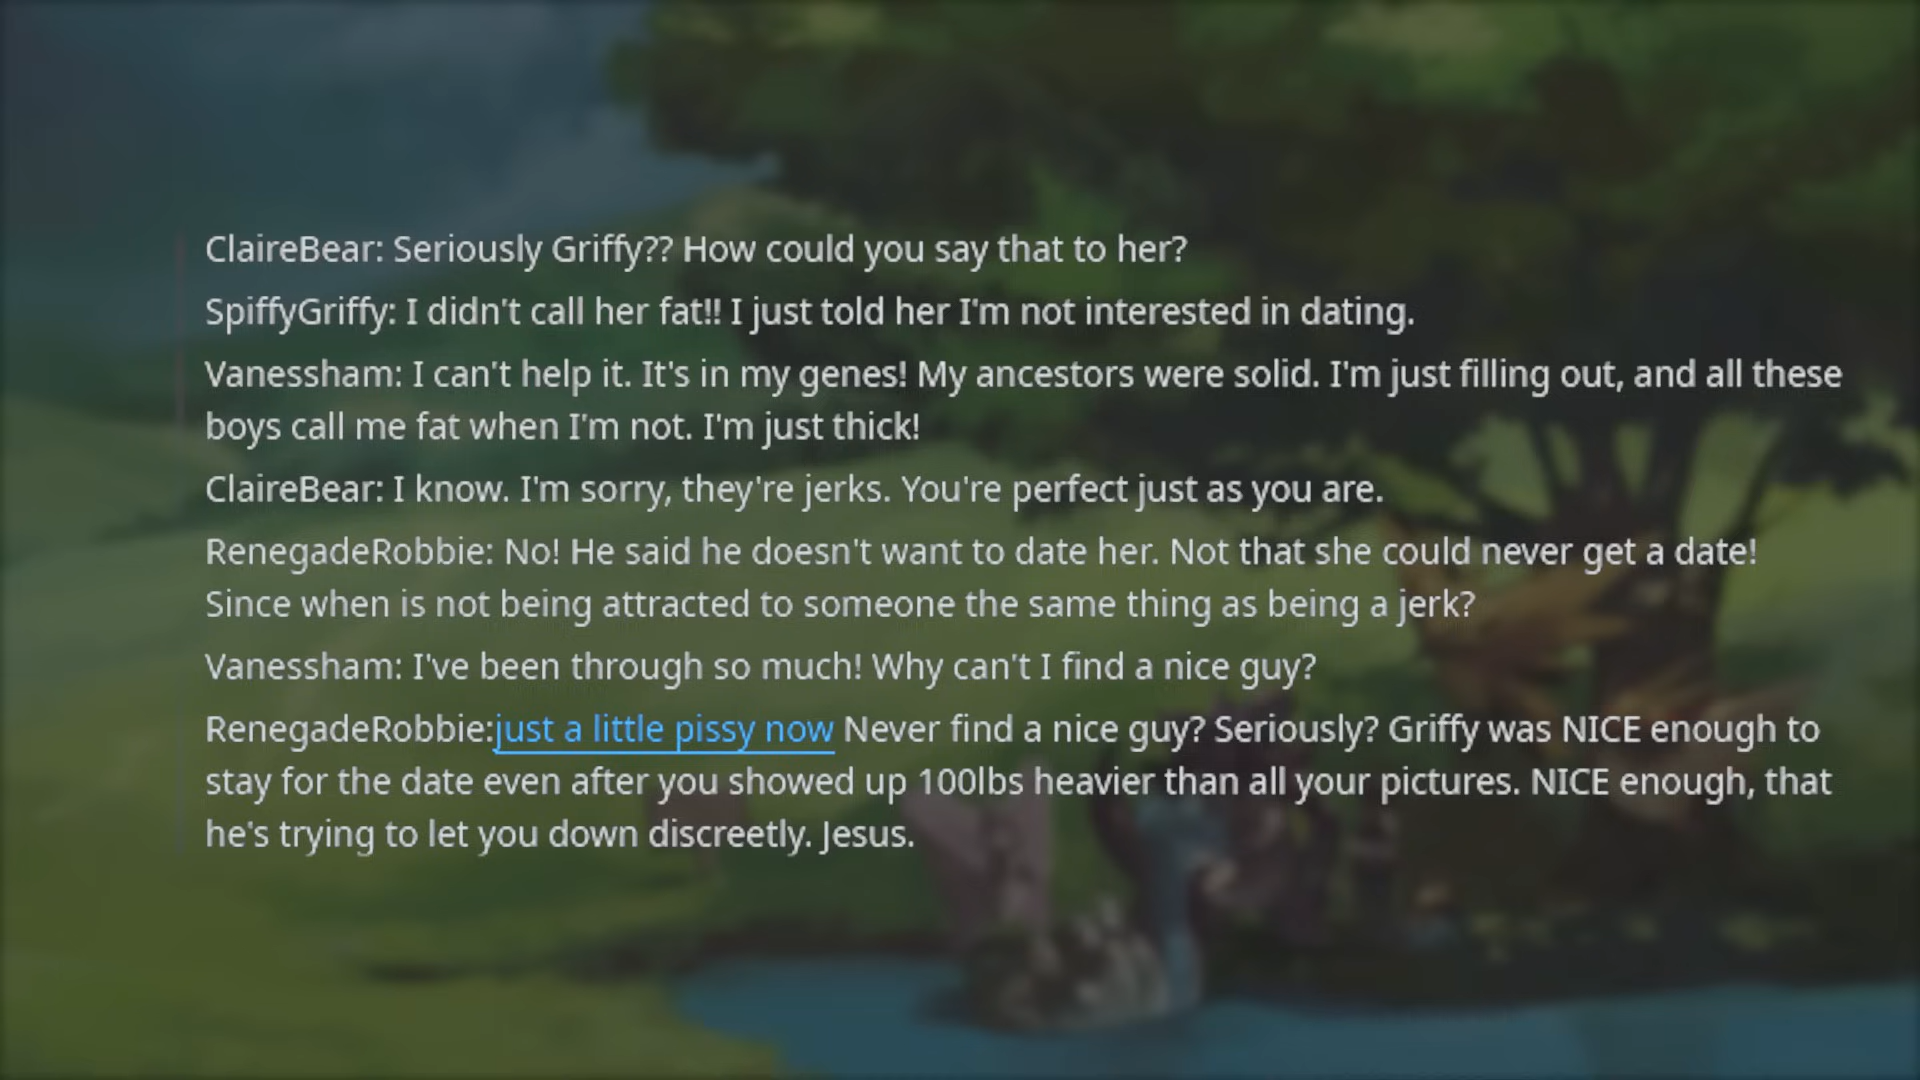 ClaireBear: Seriously Griffy?? How could you say that to her?
SpiffyGriffy: I didn't call her fat!! I just told her I'm not interested in dating.
Vanessham: I can't help it. It's in my genes! My ancestors were solid. I'm just filling out, and all these
boys call me fat when I'm not. I'm just thick!
ClaireBear: I know. I'm sorry, they're jerks. You're perfect just as you are.
RenegadeRobbie: No! He said he doesn't want to date her. Not that she could never get a date!
Since when is not being attracted to someone the same thing as being a jerk?
Vanessham: I've been through so much! Why can't I find a nice guy?
RenegadeRobbie:just a little pissy now Never find a nice guy? Seriously? Griffy was NICE enough to
stay for the date even after you showed up 100lbs heavier than all your pictures. NICE enough, that
he's trying to let you down discreetly. Jesus.